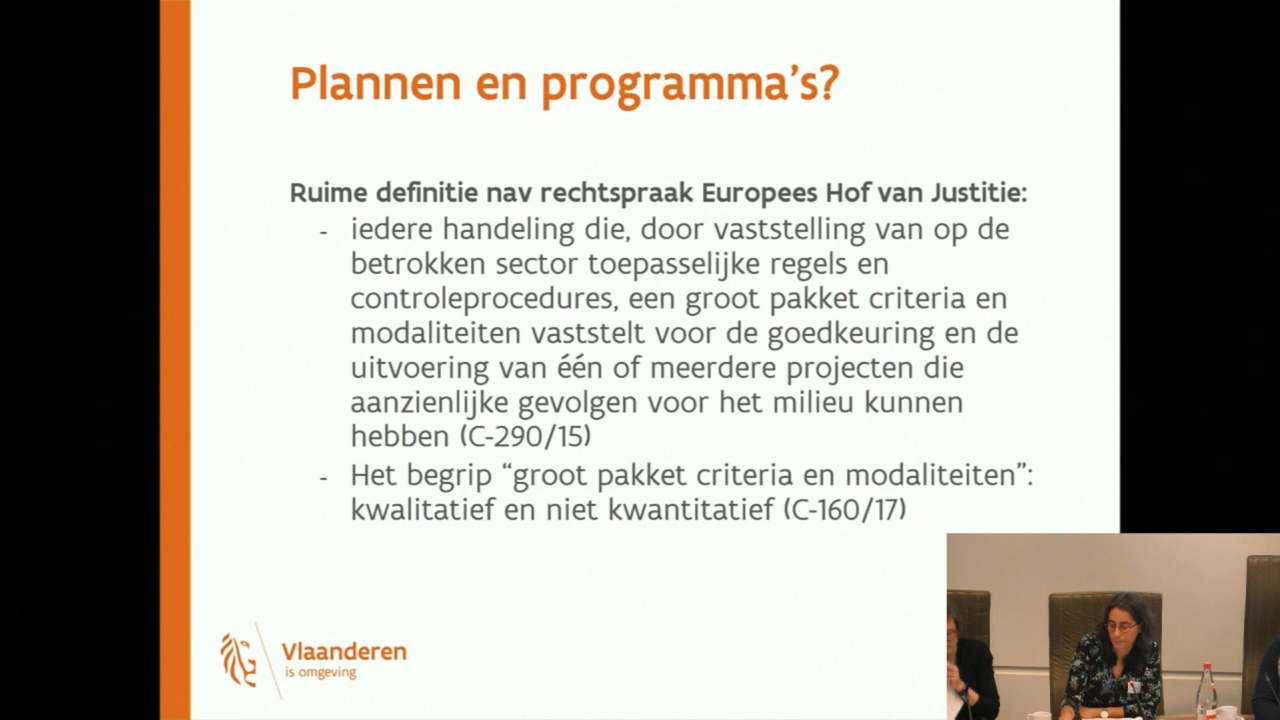 Plannen en programma's?
Ruime definitie nav rechtspraak Europees Hof van Justitie:
- iedere handeling die, door vaststelling van op de
betrokken sector toepasselijke regels en
controleprocedures, een groot pakket criteria en
modaliteiten vaststelt voor de goedkeuring en de
uitvoering van één of meerdere projecten die
aanzienlijke gevolgen voor het milieu kunnen
hebben (C-290/15)
- Het begrip “groot pakket criteria en modaliteiten”:
kwalitatief en niet kwantitatief (C-160/17)
Vlaanderen
is omgeving